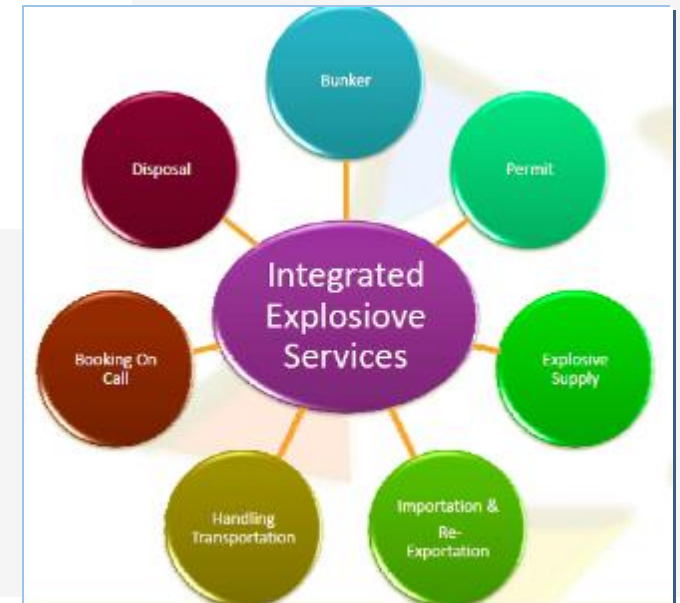 Bunker
Disposal
Permit
Integrated
Explosiove
Services
Booking On
Call
Explosive
Supply
Handling
Transportation
Importation &
Re-
Exportation